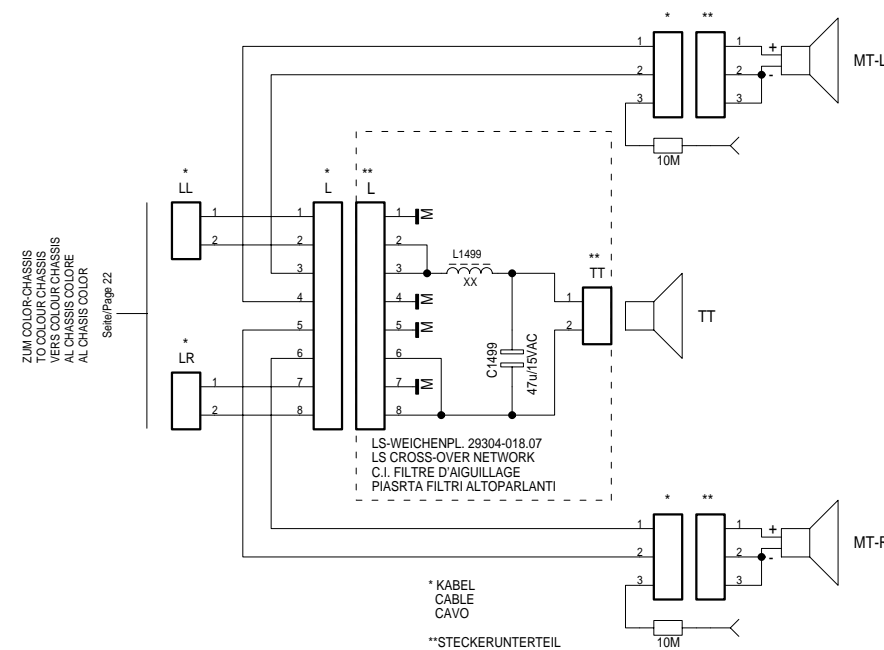 *
**
1
2
3
1
2
3
+
-
MT-L
10M
*
LL
1
2
*
L
1
2
3
4
5
6
7
8
**
L
1
2
3
4
5
6
7
8
M
M
M
M
L1499
XX
C1499
47u/15VAC
**
TT
1
2
TT
ZUM COLOR-CHASSIS
TO COLOUR CHASSIS
VERS COLOUR CHASSIS
AL CHASSIS COLORE
AL CHASIS COLOR
Seite/Page 22
*
LR
1
2
LS-WEICHENPL. 29304-018.07
LS CROSS-OVER NETWORK
C.I. FILTRE D'AIGUILLAGE
PIASRTA FILTRI ALTOPARLANTI
*
**
1
2
3
1
2
3
+
-
MT-R
10M
* KABEL
CABLE
CAVO
**STECKERUNTERTEIL